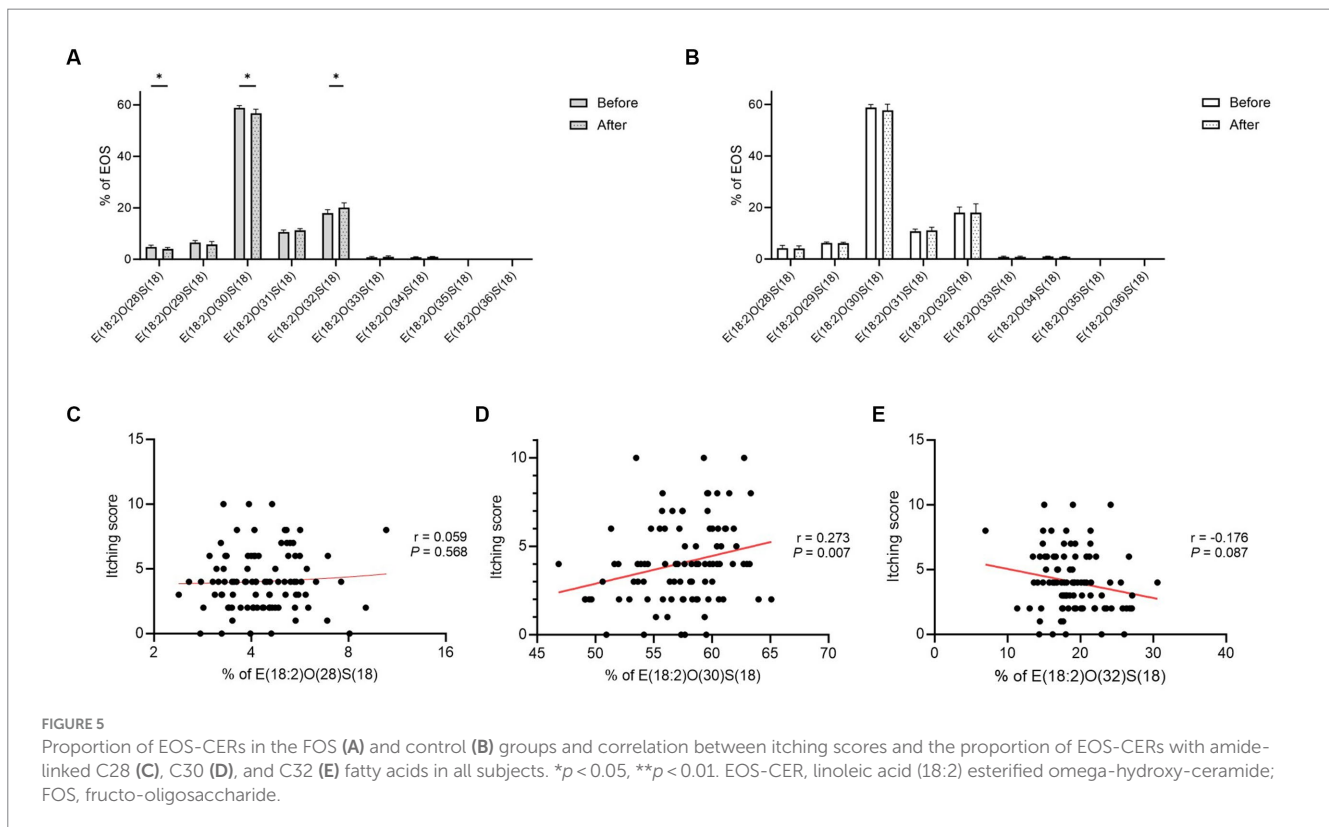 A
*
*
*
60
40
20
0
% of EOS
Before
After
E(18:2)O(28)S(18)
E(18:2)O(29)S(18)
E(18:2)O(30)S(18)
E(18:2)O(31)S(18)
E(18:2)O(32)S(18)
E(18:2)O(33)S(18)
E(18:2)O(34)S(18)
E(18:2)O(35)S(18)
E(18:2)O(36)S(18)
B
60
40
20
0
% of EOS
Before
After
E(18:2)O(28)S(18)
E(18:2)O(29)S(18)
E(18:2)O(30)S(18)
E(18:2)O(31)S(18)
E(18:2)O(32)S(18)
E(18:2)O(33)S(18)
E(18:2)O(34)S(18)
E(18:2)O(35)S(18)
E(18:2)O(36)S(18)
C
15
10
5
0
Itching score
r = 0.059
P = 0.568
2 4 8 16
% of E(18:2)O(28)S(18)
D
10
5
0
Itching score
r = 0.273
P = 0.007
45 50 55 60 65 70
% of E(18:2)O(30)S(18)
E
15
10
5
0
Itching score
r = -0.176
P = 0.087
0 10 20 30 40
% of E(18:2)O(32)S(18)
FIGURE 5
Proportion of EOS-CERs in the FOS (A) and control (B) groups and correlation between itching scores and the proportion of EOS-CERs with amide-
linked C28 (C), C30 (D), and C32 (E) fatty acids in all subjects. *p < 0.05, **p < 0.01. EOS-CER, linoleic acid (18:2) esterified omega-hydroxy-ceramide;
FOS, fructo-oligosaccharide.